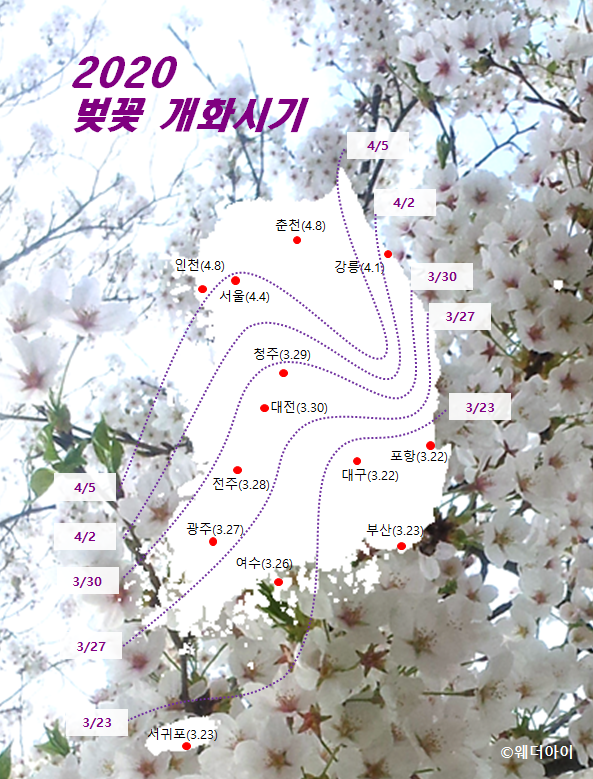 2020
벚꽃 개화시기
4/5
4/2
춘천(4.8)
인천(4.8)
강릉(4.1)
3/30
서울(4.4)
3/27
청주(3.29)
대전(3.30)
3/23
포항(3.22)
대구(3.22)
4/5
전주(3.28)
4/2
광주(3.27)
부산(3.23)
여수(3.26)
3/30
3/27
3/23
서귀포(3.23)
©웨더아이